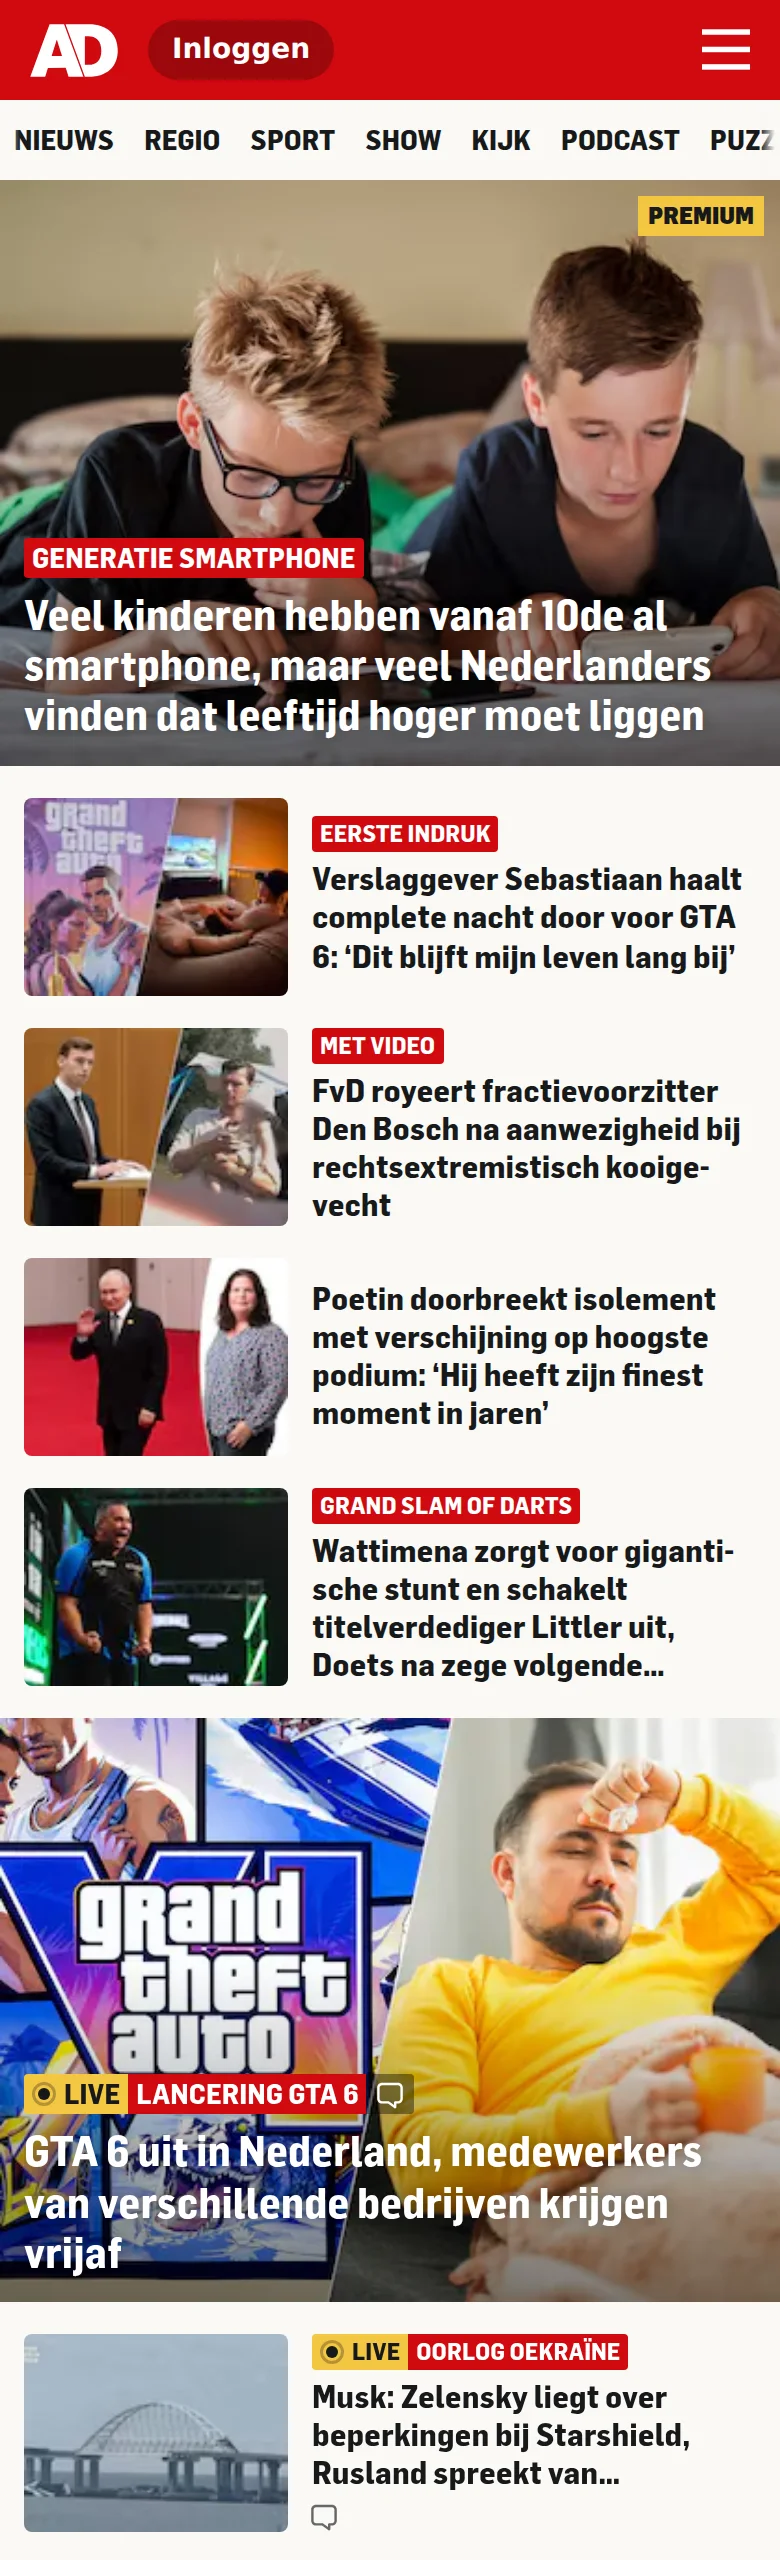 AD
Inloggen
NIEUWS REGIO SPORT SHOW KIJK PODCAST PUZZ
PREMIUM
GENERATIE SMARTPHONE
Veel kinderen hebben vanaf 10de al
smartphone, maar veel Nederlanders
vinden dat leeftijd hoger moet liggen
grand
theft
auto
EERSTE INDRUK
Verslaggever Sebastiaan haalt
complete nacht door voor GTA
6: ‘Dit blijft mijn leven lang bij’
MET VIDEO
FvD royeert fractievoorzitter
Den Bosch na aanwezigheid bij
rechtsextremistisch kooige-
vecht
Poetin doorbreekt isolement
met verschijning op hoogste
podium: ‘Hij heeft zijn finest
moment in jaren’
GRAND SLAM OF DARTS
Wattimena zorgt voor giganti-
sche stunt en schakelt
titelverdediger Littler uit,
Doets na zege volgende...
VI
grand
theft
auto
LIVE LANCERING GTA 6
GTA 6 uit in Nederland, medewerkers
van verschillende bedrijven krijgen
vrijaf
LIVE OORLOG OEKRAÏNE
Musk: Zelensky liegt over
beperkingen bij Starshield,
Rusland spreekt van...